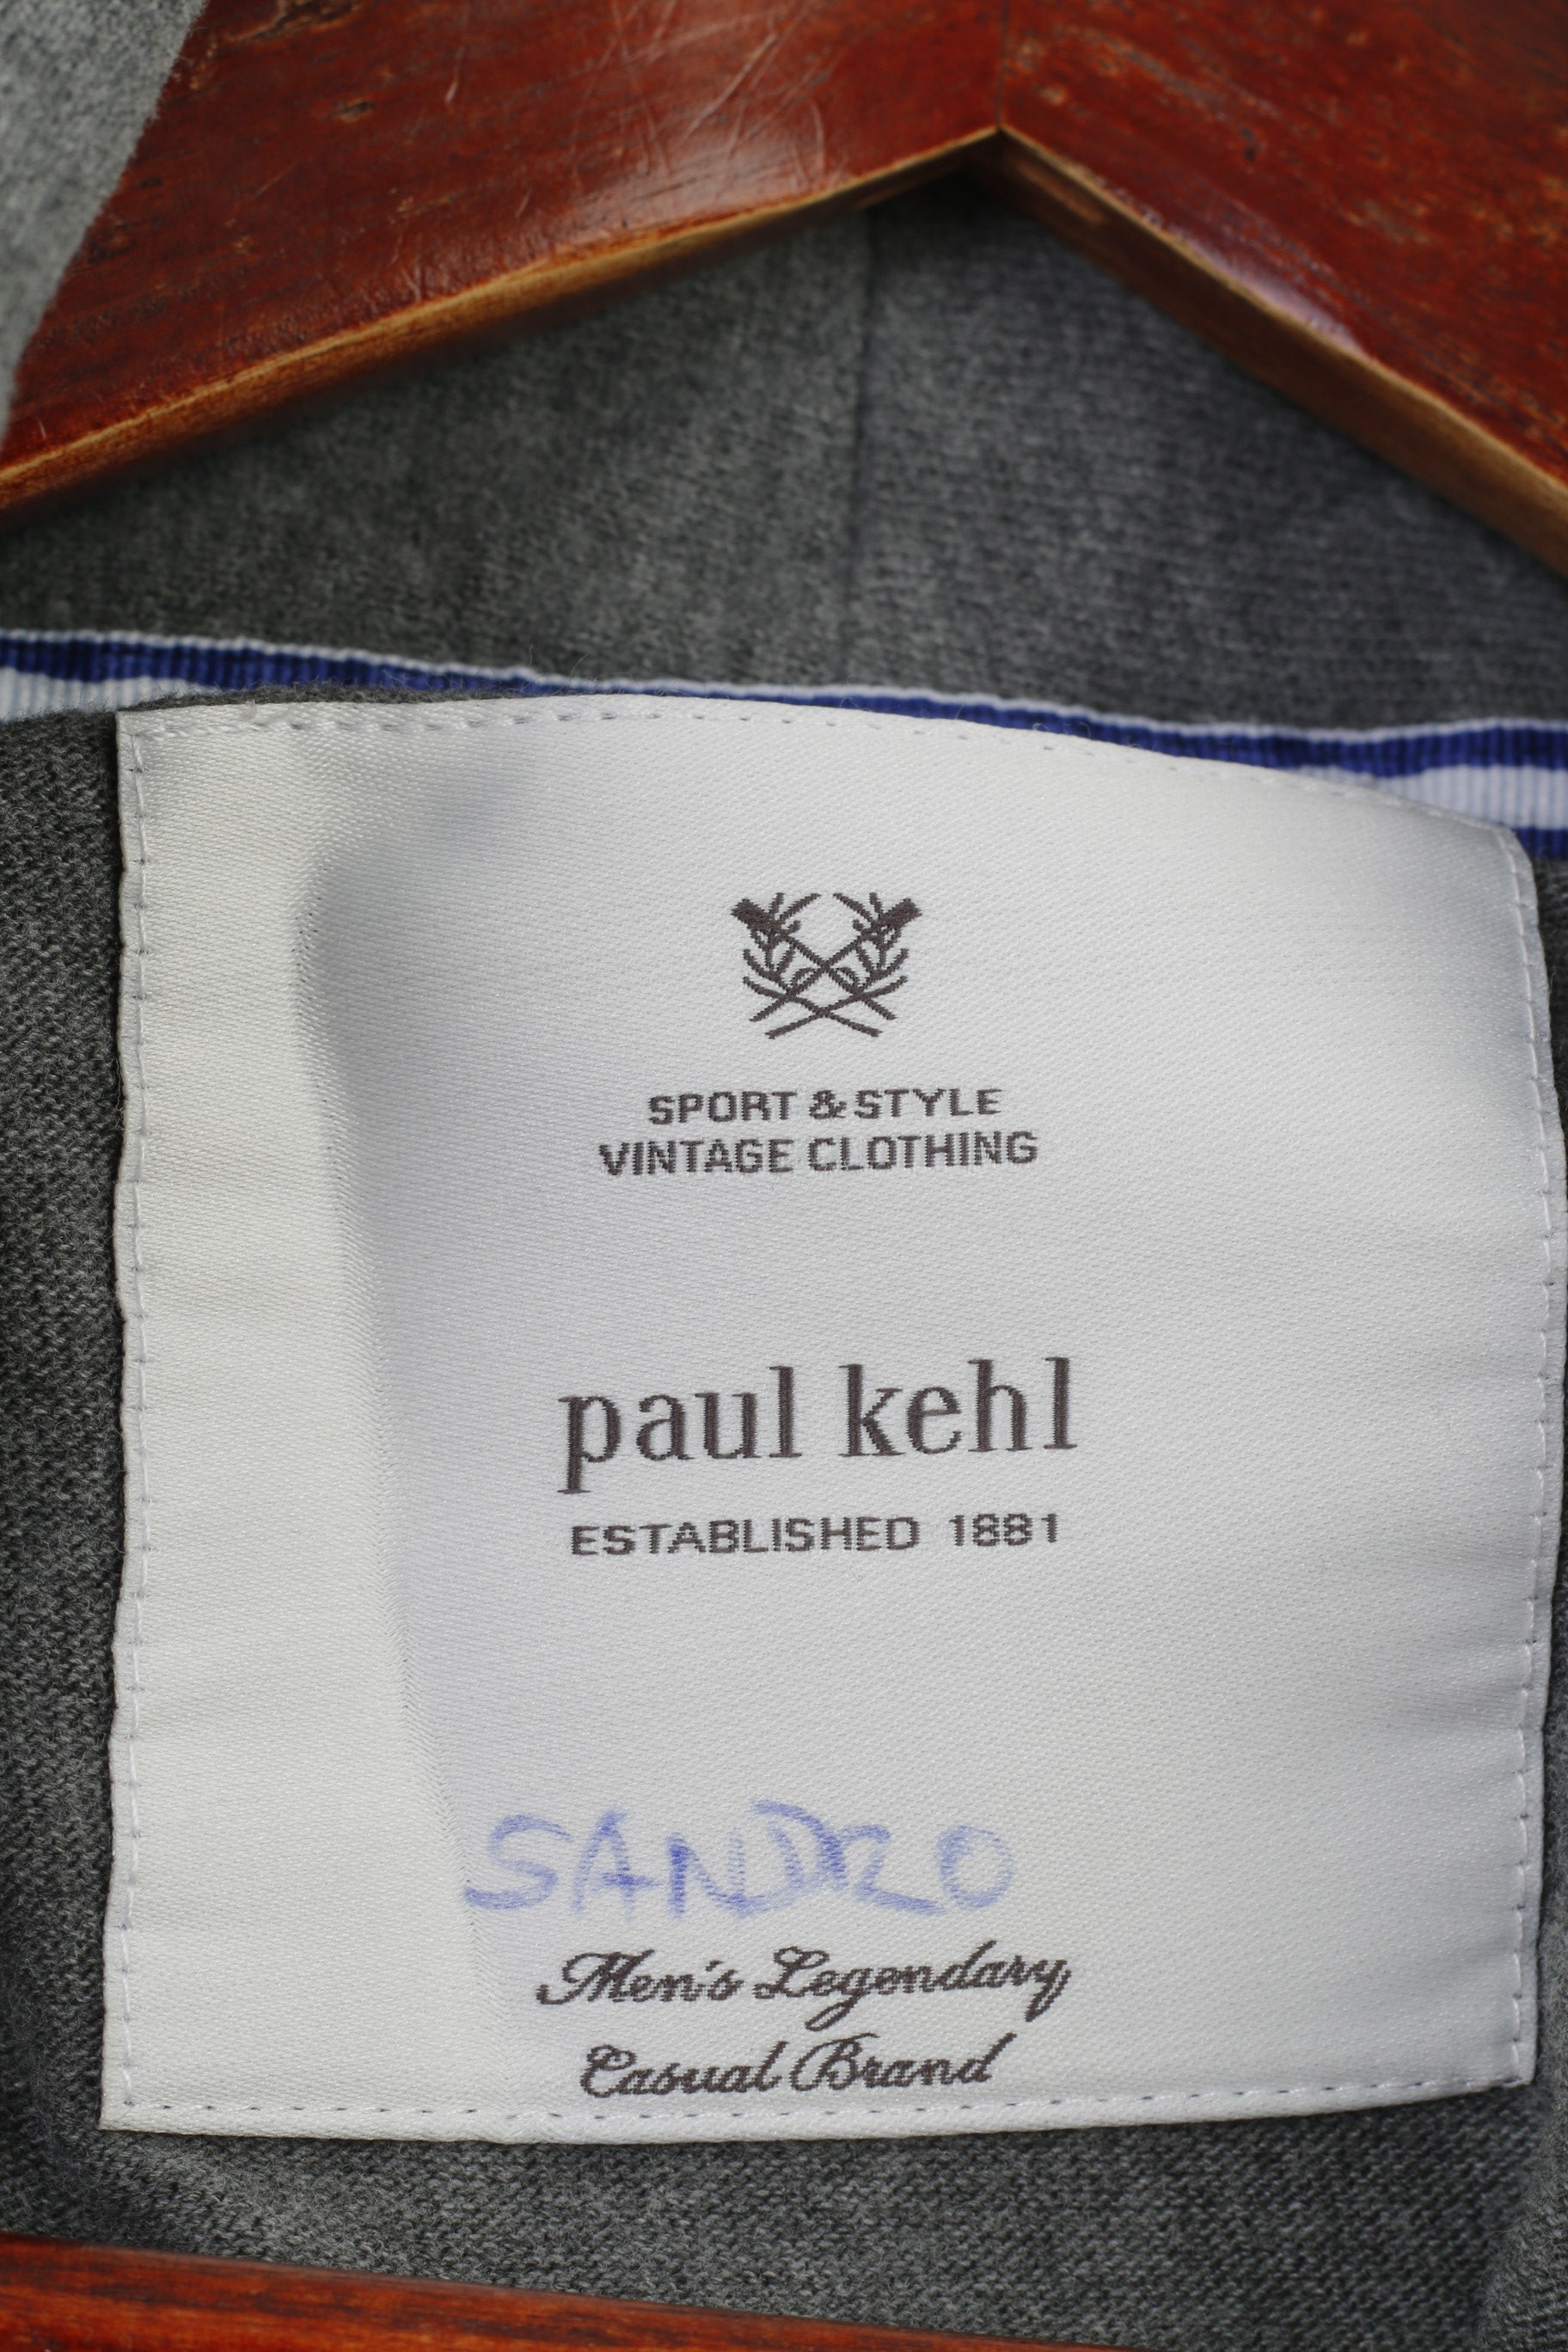 SPORT & STYLE
VINTAGE CLOTHING
paul kehl
ESTABLISHED 1881
SANDRO
Men's Legendary
Casual Brand